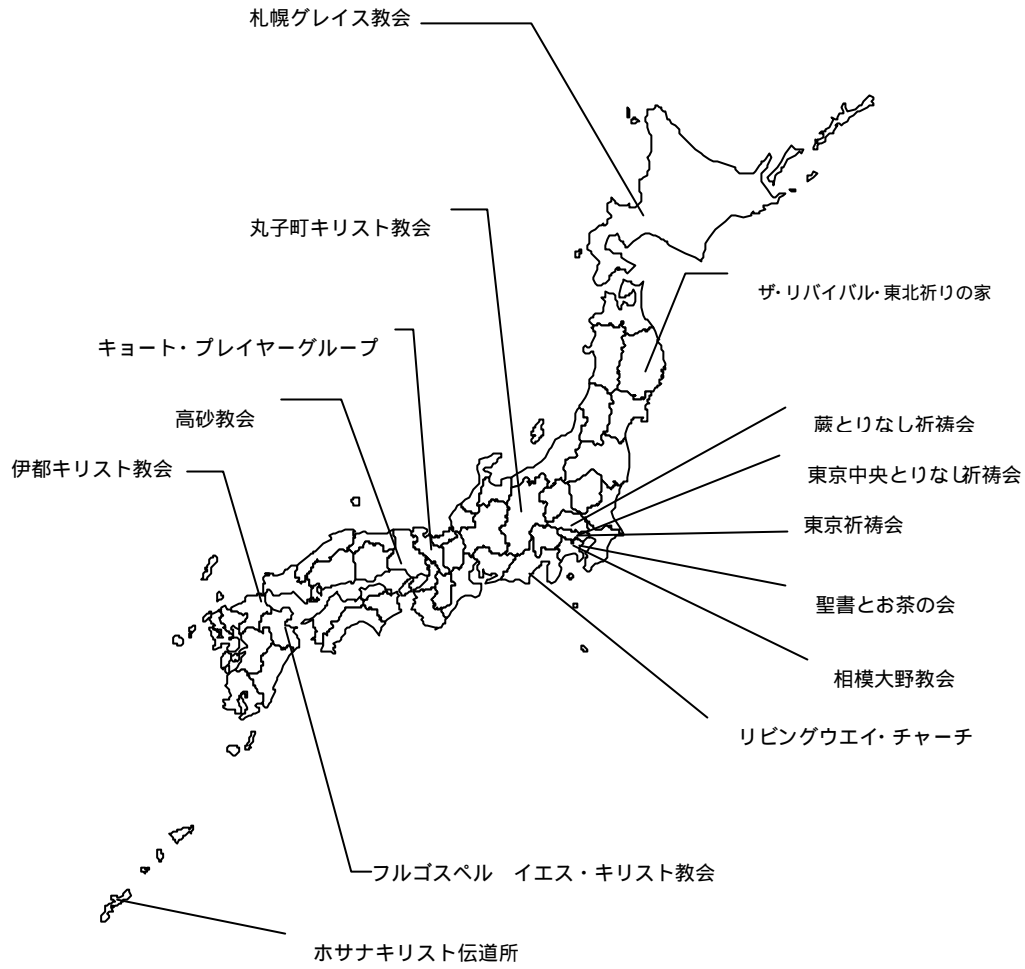 札幌グレイス教会
丸子町キリスト教会
ザ・リバイバル・東北祈りの家
キョート・プレイヤーグループ
高砂教会
蕨とりなし祈祷会
伊都キリスト教会
東京中央とりなし祈祷会
東京祈祷会
聖書とお茶の会
相模大野教会
リビングウエイ・チャーチ
フルゴスペル　イエス・キリスト教会
ホサナキリスト伝道所